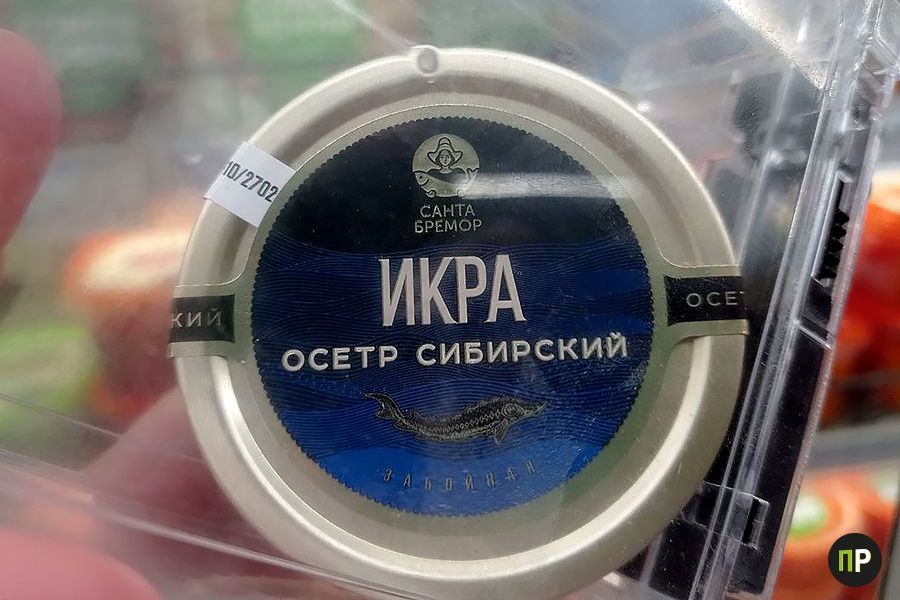 10/2702
САНТА
БРЕМОР
ИКРА
ОСЕТР СИБИРСКИЙ
КИЙ
ОСЕТ
ЗАБОЙНАЯ
ПР